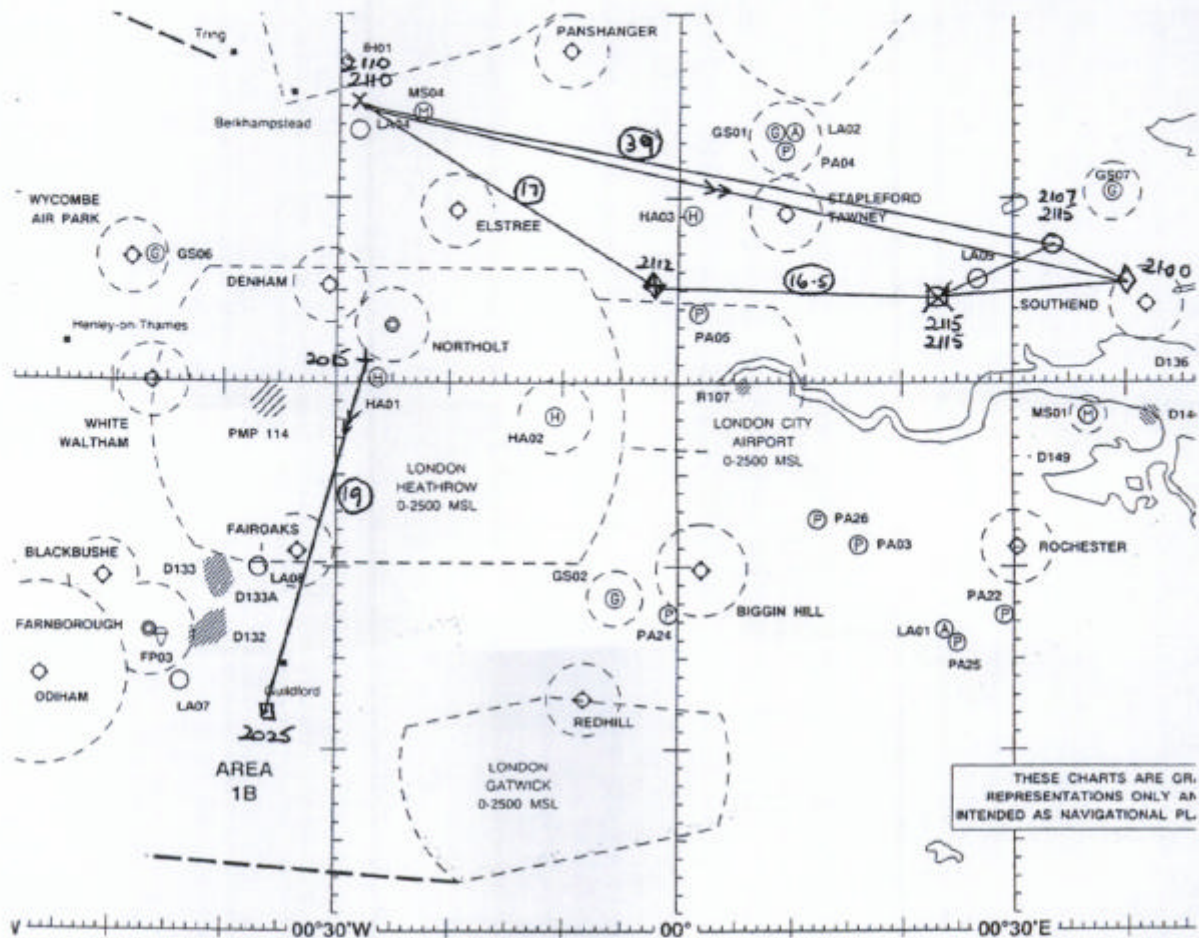 PANSHANGER
Tring
BH01
2110
2110
MS04
H
Berkhampstead
LA04
GS01
G
A
LA02
P
PA04
39
17
WYCOMBE
AIR PARK
G
GS06
ELSTREE
HA03
H
STAPLEFORD
TAWNEY
GS07
G
2107
2115
LA05
2112
16.5
2100
SOUTHEND
DENHAM
Henley-on-Thames
NORTHOLT
PA05
2115
2115
2015
D136
H
HA01
R107
WHITE
WALTHAM
PMP 114
HA02
H
LONDON CITY
AIRPORT
0-2500 MSL
MS01
H
D14
D149
LONDON
HEATHROW
0-2500 MSL
19
FAIROAKS
P
PA26
P
PA03
BLACKBUSHE
D133
LA08
D133A
ROCHESTER
GS02
G
BIGGIN HILL
PA22
P
FARNBOROUGH
D132
P
PA24
LA01
A
P
PA25
FP03
ODIHAM
LA07
Guildford
REDHILL
2025
AREA
1B
LONDON
GATWICK
0-2500 MSL
THESE CHARTS ARE GR
REPRESENTATIONS ONLY AN
INTENDED AS NAVIGATIONAL PL
V
00°30'W
00°
00°30'E